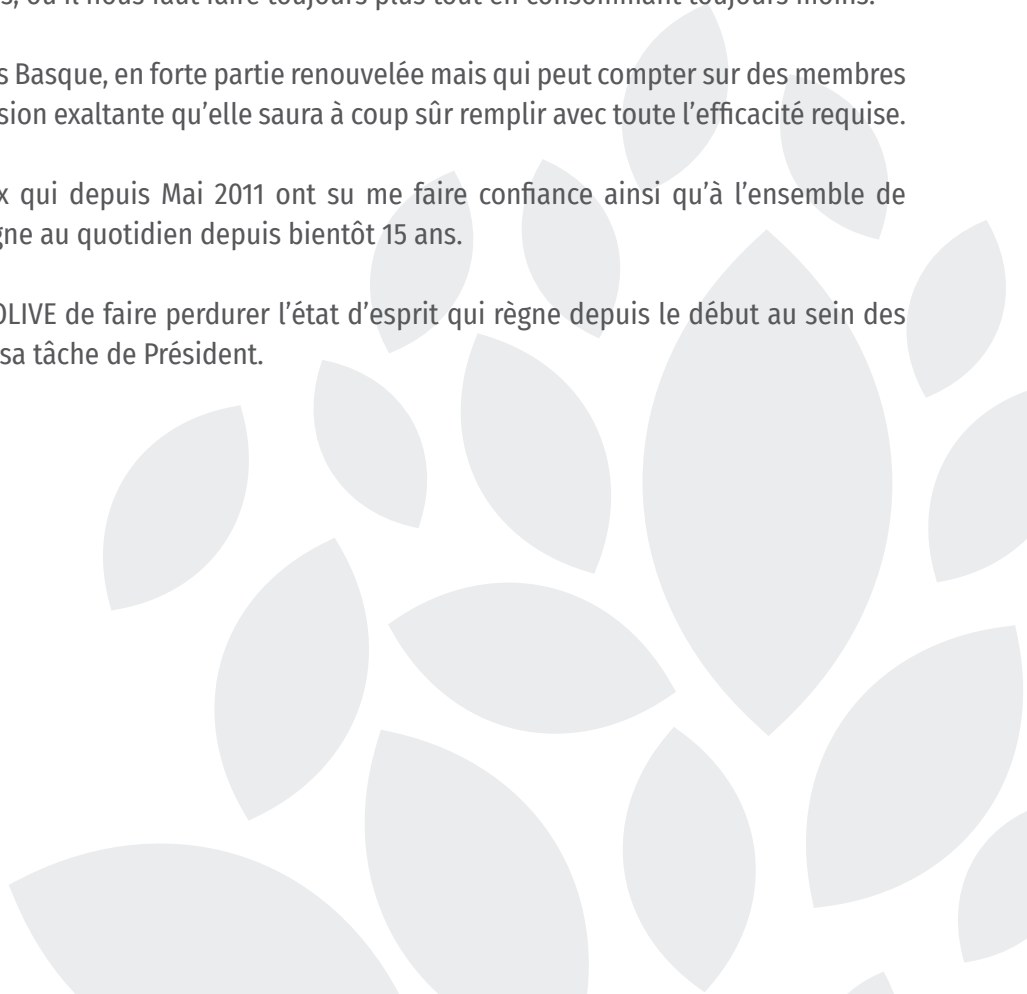 s, où il nous faut faire toujours plus tout en consommant toujours moins.
s Basque, en forte partie renouvelée mais qui peut compter sur des membres
sion exaltante qu'elle saura à coup sûr remplir avec toute l'efficacité requise.
x qui depuis Mai 2011 ont su me faire confiance ainsi qu'à l'ensemble de
gne au quotidien depuis bientôt 15 ans.
OLIVE de faire perdurer l'état d'esprit qui règne depuis le début au sein des
sa tâche de Président.